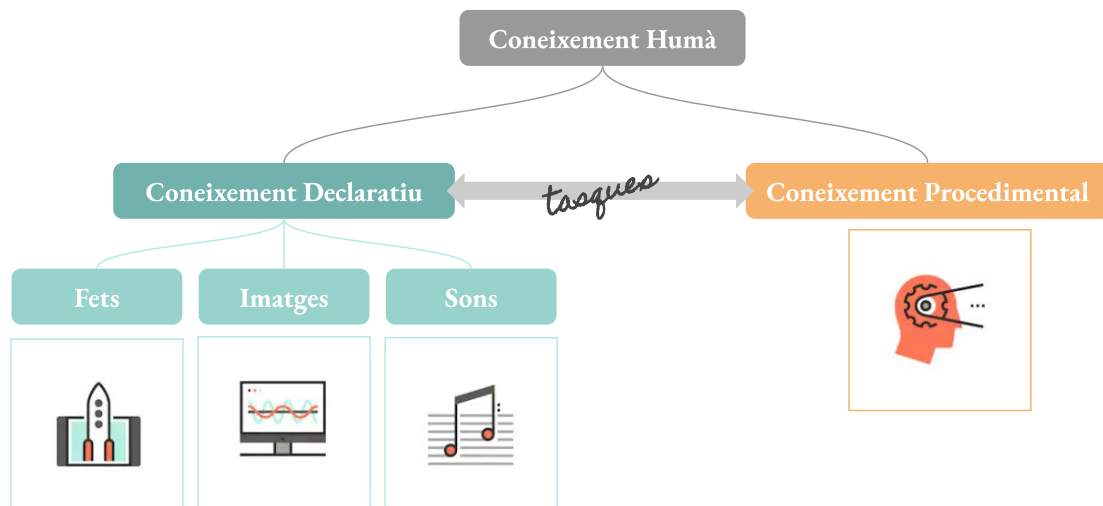 Coneixement Humà
Coneixement Declaratiu
tasques
Coneixement Procedimental
Fets
Imatges
Sons